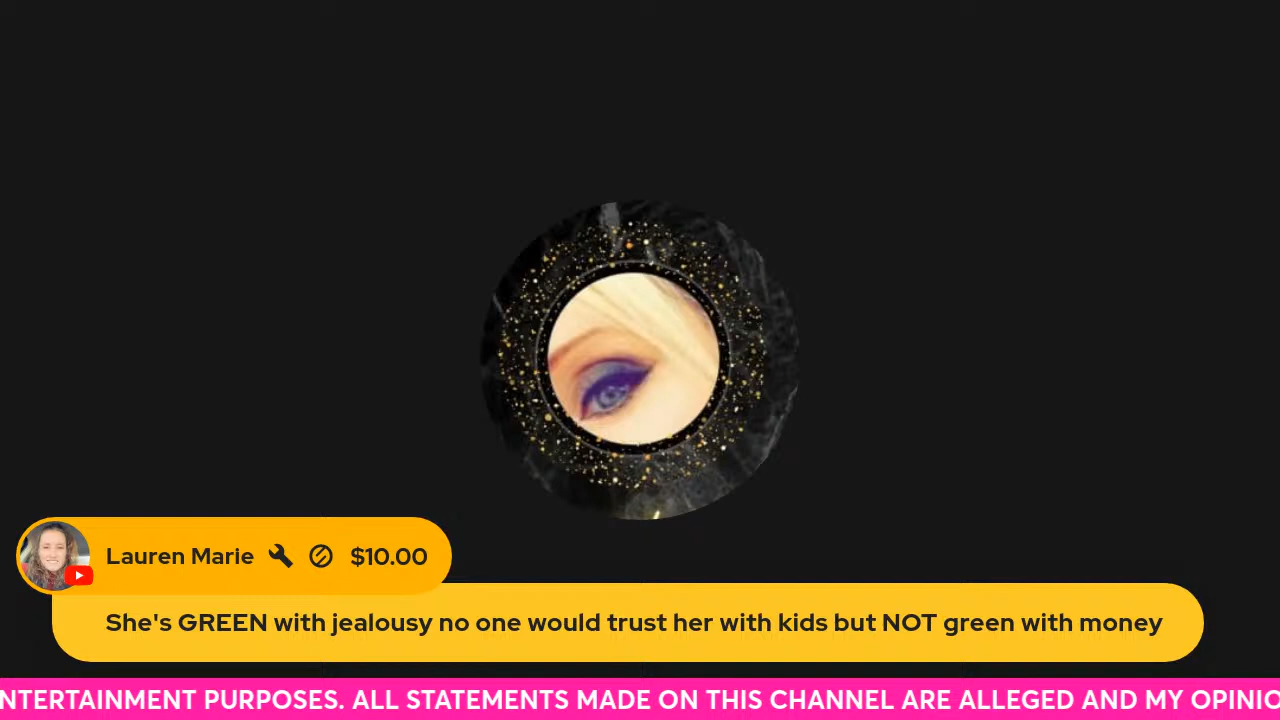 Lauren Marie $10.00
She's GREEN with jealousy no one would trust her with kids but NOT green with money
NTERTAINMENT PURPOSES. ALL STATEMENTS MADE ON THIS CHANNEL ARE ALLEGED AND MY OPINIO